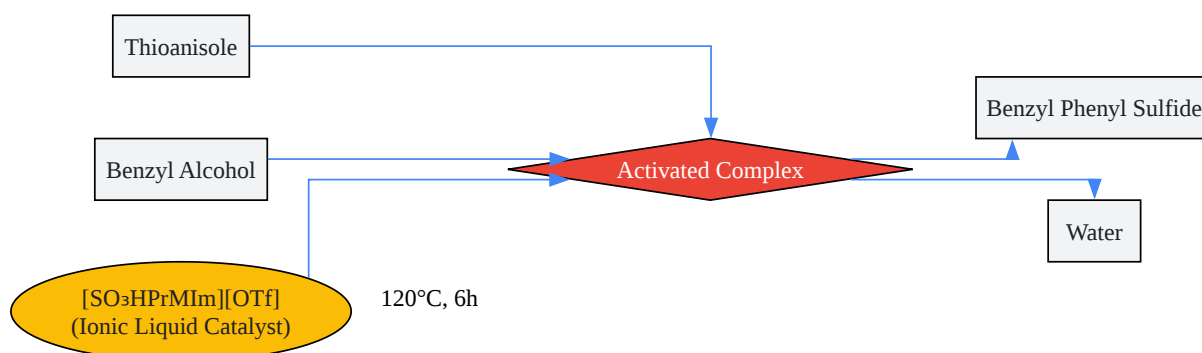 Thioanisole
Benzyl Phenyl Sulfide
Benzyl Alcohol
Activated Complex
Water
[SO₃HPrMIm][OTf]
(Ionic Liquid Catalyst)
120°C, 6h